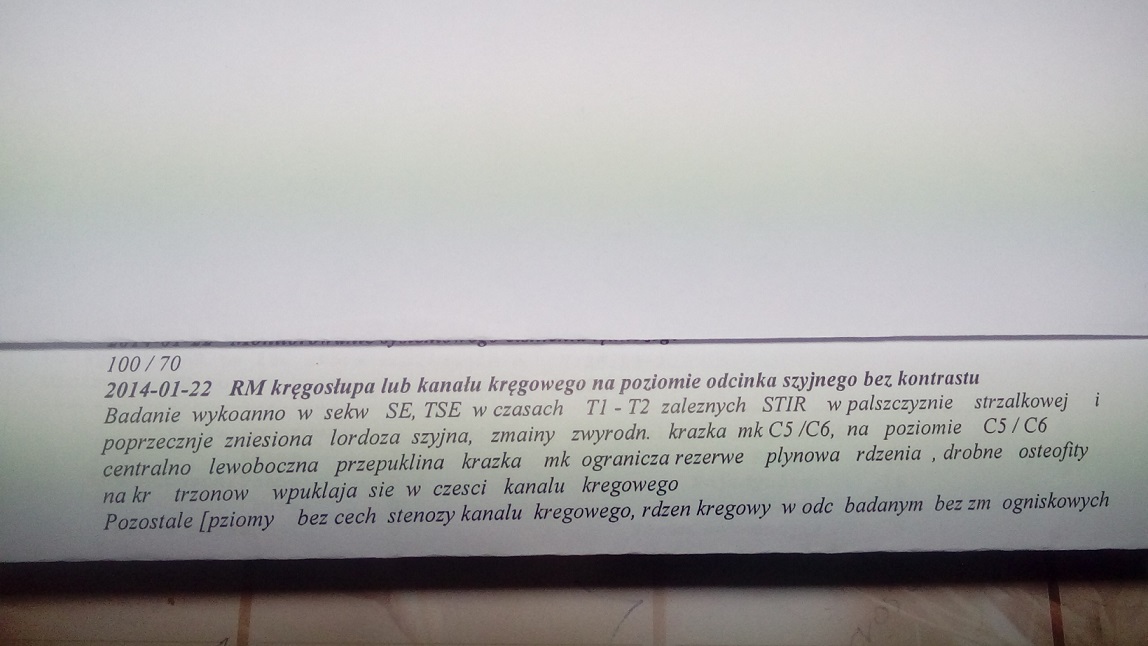 100 / 70
2014-01-22 RM kręgosłupa lub kanału kręgowego na poziomie odcinka szyjnego bez kontrastu
Badanie wykoanno w sekw SE, TSE w czasach T1 - T2 zaleznych STIR w palszczyznie strzalkowej i
poprzecznje zniesiona lordoza szyjna, zmainy zwyrodn. krazka mk C5 /C6, na poziomie C5 / C6
centralno lewoboczna przepuklina krazka mk ogranicza rezerwe plynowa rdzenia , drobne osteofity
na kr trzonow wpuklaja sie w czesci kanalu kregowego
Pozostale [pziomy bez cech stenozy kanalu kregowego, rdzen kregowy w odc badanym bez zm ogniskowych